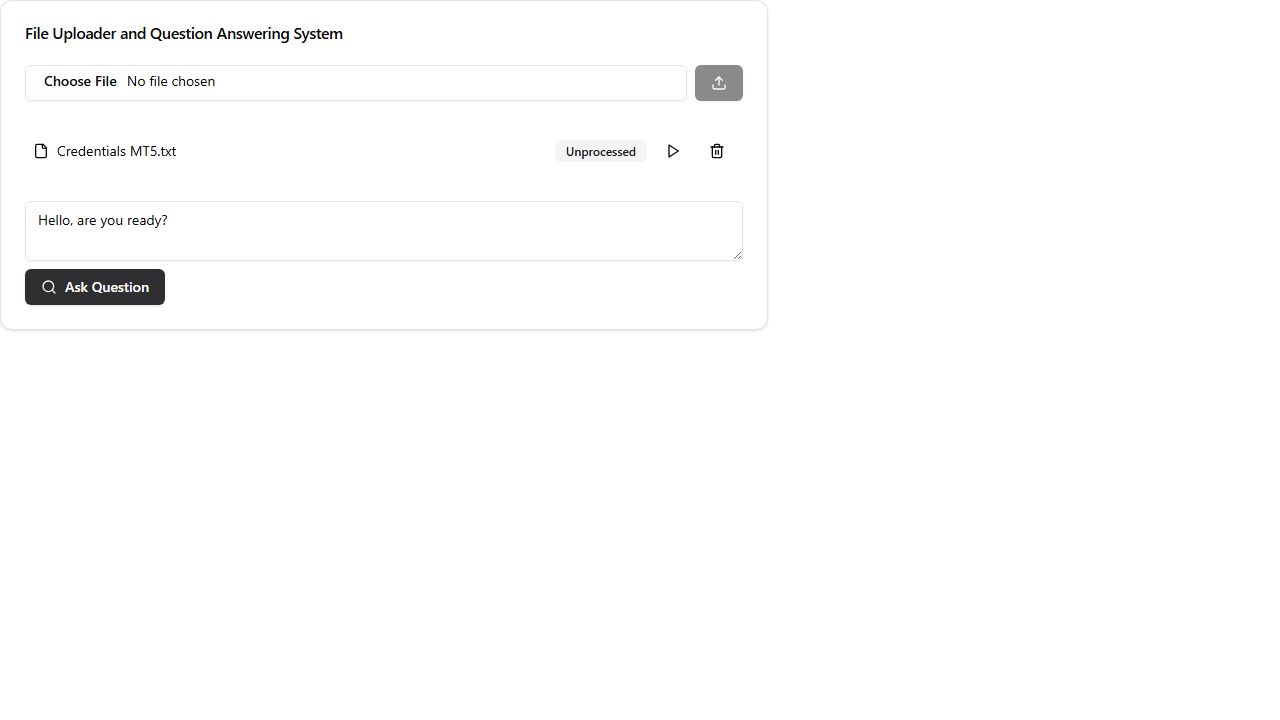 File Uploader and Question Answering System
Choose File No file chosen
Credentials MT5.txt Unprocessed
Hello, are you ready?
Ask Question